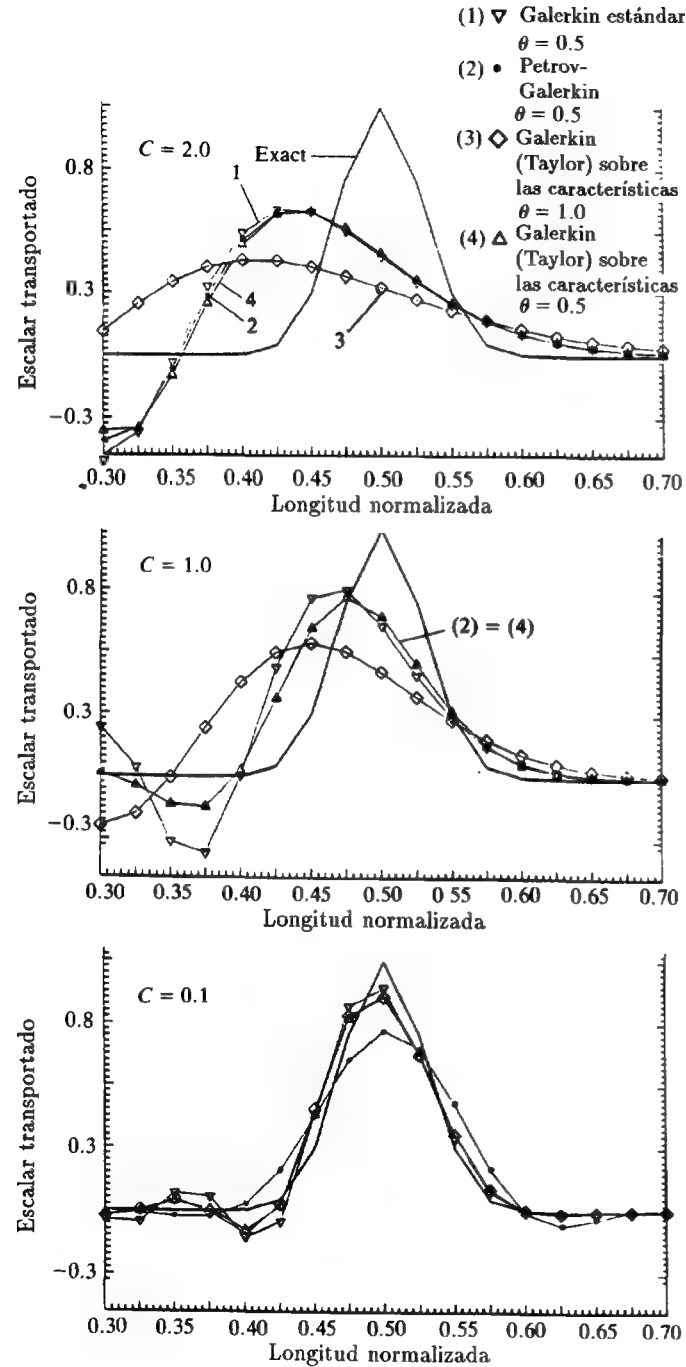 (1) ▽ Galerkin estándar
θ = 0.5
(2) • Petrov-
Galerkin
θ = 0.5
(3) ◇ Galerkin
(Taylor) sobre
las características
θ = 1.0
(4) △ Galerkin
(Taylor) sobre
las características
θ = 0.5
C = 2.0
Exact
1
4
2
3
Escalar transportado
0.8
0.3
−0.3
0.30 0.35 0.40 0.45 0.50 0.55 0.60 0.65 0.70
Longitud normalizada
C = 1.0
(2) = (4)
Escalar transportado
0.8
0.3
−0.3
0.30 0.35 0.40 0.45 0.50 0.55 0.60 0.65 0.70
Longitud normalizada
C = 0.1
Escalar transportado
0.8
0.3
−0.3
0.30 0.35 0.40 0.45 0.50 0.55 0.60 0.65 0.70
Longitud normalizada